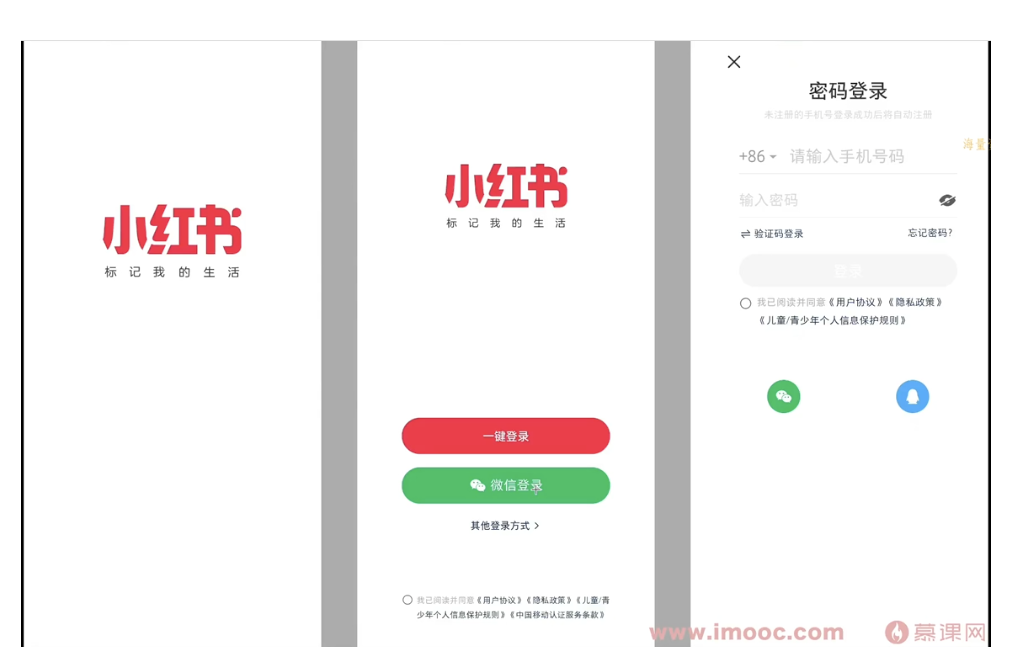 小红书
标记我的生活
小红书
标记我的生活
一键登录
微信登录
其他登录方式 >
我已阅读并同意《用户协议》《隐私政策》《儿童/青
少年个人信息保护规则》《中国移动认证服务条款》
密码登录
未注册的手机号登录成功后将自动注册
+86 请输入手机号码
海量
输入密码
验证码登录 忘记密码?
登录
我已阅读并同意《用户协议》《隐私政策》
《儿童/青少年个人信息保护规则》
www.imooc.com 慕课网